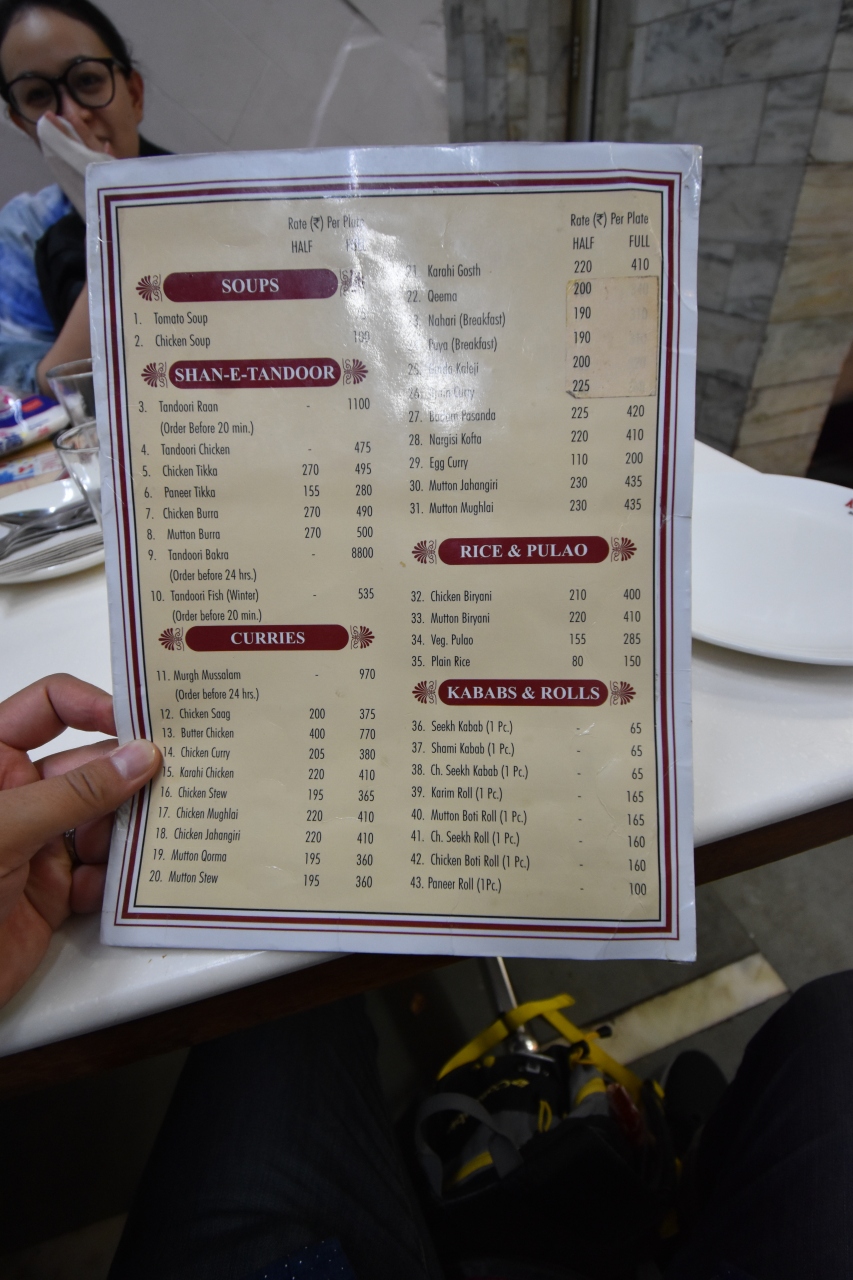 Rate (₹) Per Plate
HALF
SOUPS
1. Tomato Soup
2. Chicken Soup 100
SHAN-E-TANDOOR
3. Tandoori Raan - 1100
(Order Before 20 min.)
4. Tandoori Chicken - 475
5. Chicken Tikka 270 495
6. Paneer Tikka 155 280
7. Chicken Burra 270 490
8. Mutton Burra 270 500
9. Tandoori Bakra - 8800
(Order before 24 hrs.)
10. Tandoori Fish (Winter) - 535
(Order before 20 min.)
CURRIES
11. Murgh Mussalam - 970
(Order before 24 hrs.)
12. Chicken Saag 200 375
13. Butter Chicken 400 770
14. Chicken Curry 205 380
15. Karahi Chicken 220 410
16. Chicken Stew 195 365
17. Chicken Mughlai 220 410
18. Chicken Jahangiri 220 410
19. Mutton Qorma 195 360
20. Mutton Stew 195 360
Rate (₹) Per Plate
HALF FULL
21. Karahi Gosth 220 410
22. Qeema 200
Nahari (Breakfast) 190
Paya (Breakfast) 190
25. Kaleji 200
Curry 225
27. Badam Pasanda 225 420
28. Nargisi Kofta 220 410
29. Egg Curry 110 200
30. Mutton Jahangiri 230 435
31. Mutton Mughlai 230 435
RICE & PULAO
32. Chicken Biryani 210 400
33. Mutton Biryani 220 410
34. Veg. Pulao 155 285
35. Plain Rice 80 150
KABABS & ROLLS
36. Seekh Kabab (1 Pc.) - 65
37. Shami Kabab (1 Pc.) - 65
38. Ch. Seekh Kabab (1 Pc.) - 65
39. Karim Roll (1 Pc.) - 165
40. Mutton Boti Roll (1 Pc.) - 165
41. Ch. Seekh Roll (1 Pc.) - 160
42. Chicken Boti Roll (1 Pc.) - 160
43. Paneer Roll (1Pc.) - 100